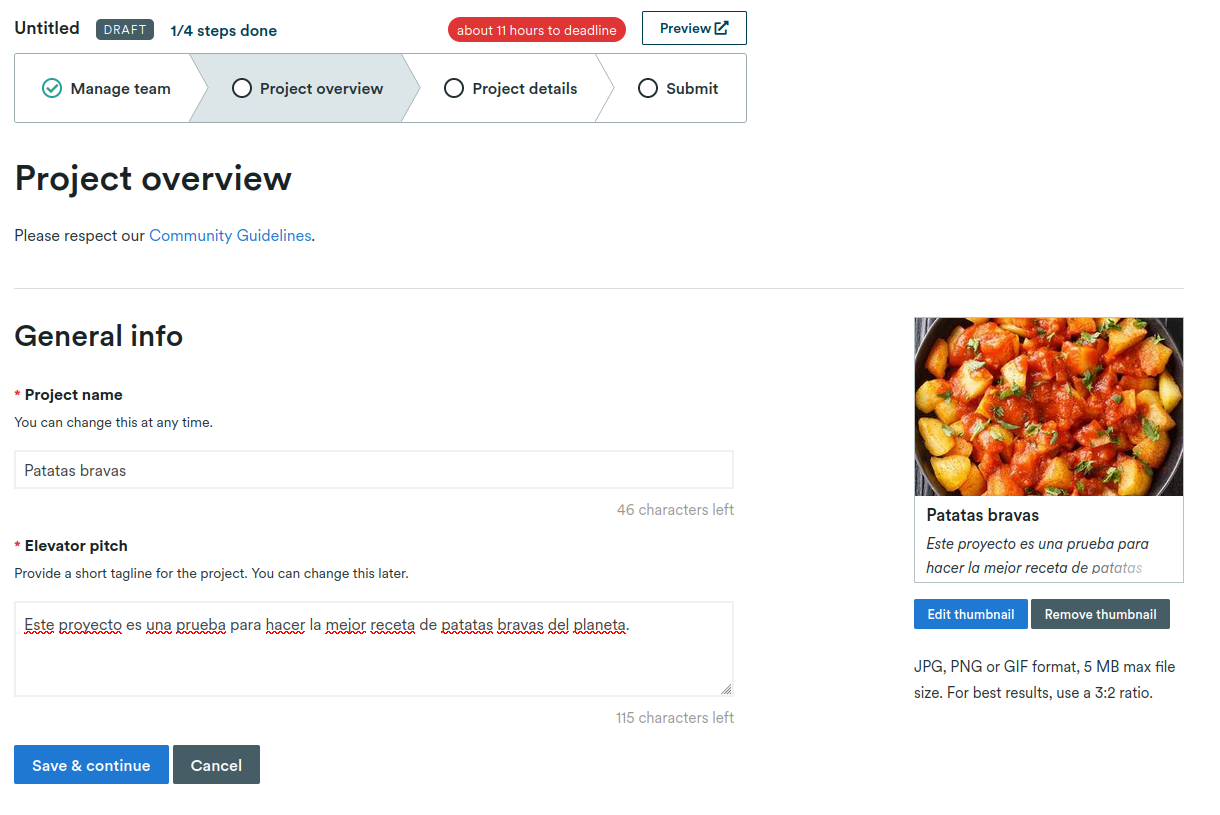 Untitled DRAFT 1/4 steps done about 11 hours to deadline Preview
Manage team Project overview Project details Submit
Project overview
Please respect our Community Guidelines.
General info
* Project name
You can change this at any time.
Patatas bravas
46 characters left
* Elevator pitch
Provide a short tagline for the project. You can change this later.
Este proyecto es una prueba para hacer la mejor receta de patatas bravas del planeta.
115 characters left
Save & continue Cancel
Patatas bravas
Este proyecto es una prueba para
hacer la mejor receta de patatas
Edit thumbnail Remove thumbnail
JPG, PNG or GIF format, 5 MB max file
size. For best results, use a 3:2 ratio.